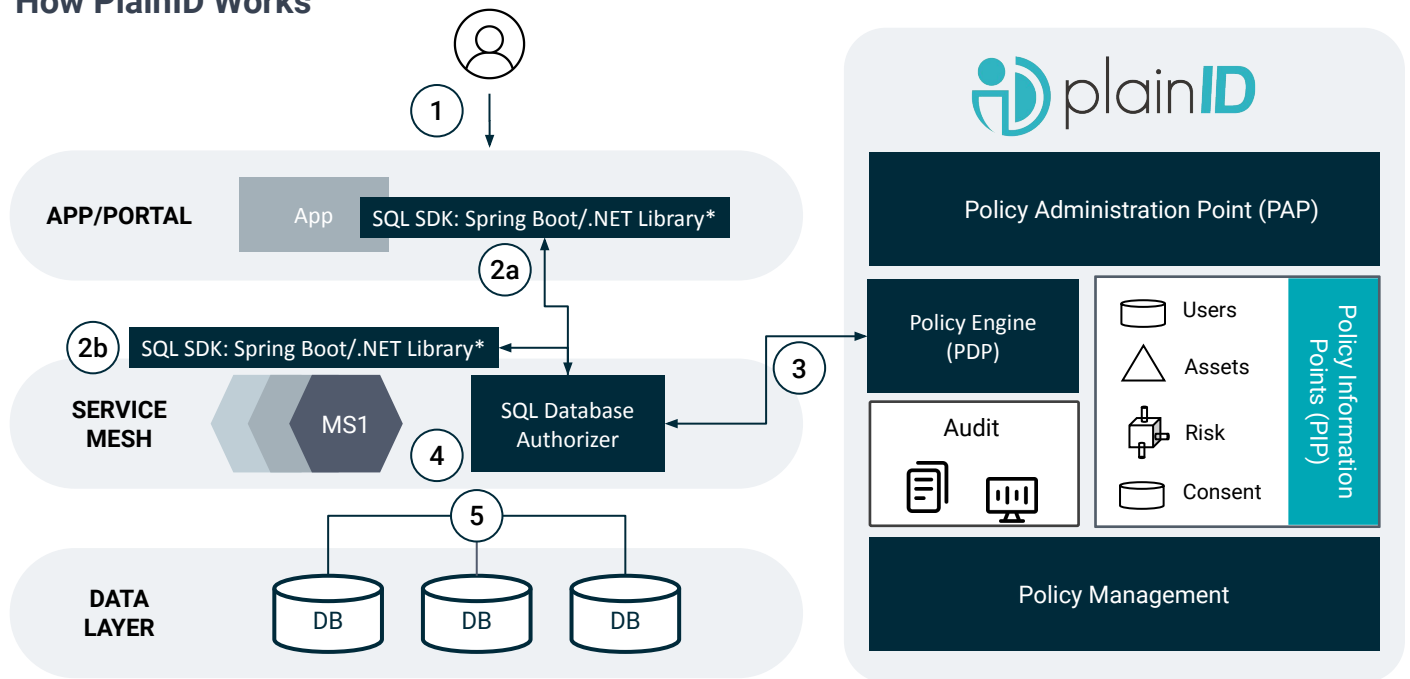 How PlainID Works
1
APP/PORTAL
App
SQL SDK: Spring Boot/.NET Library*
2a
2b
SQL SDK: Spring Boot/.NET Library*
SERVICE
MESH
MS1
4
SQL Database
Authorizer
3
5
DATA
LAYER
DB
DB
DB
plainID
Policy Administration Point (PAP)
Policy Engine
(PDP)
Audit
Users
Assets
Risk
Consent
Policy Information
Points (PIP)
Policy Management